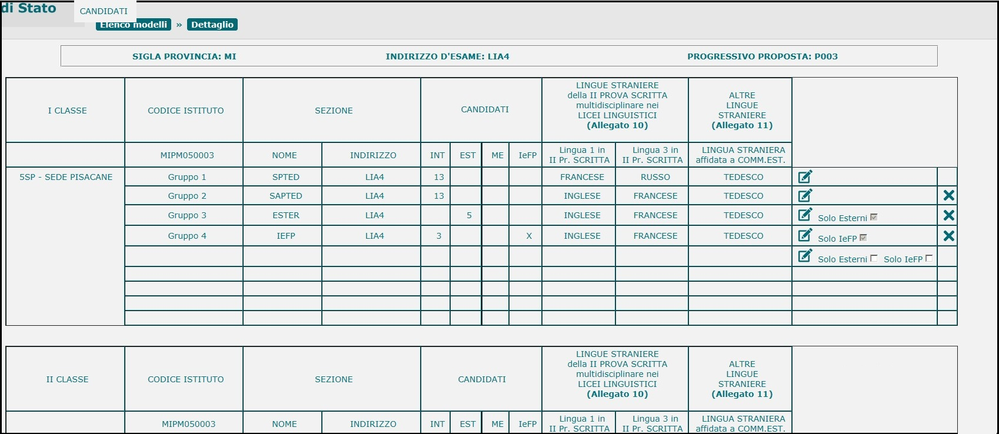 di Stato
CANDIDATI
Elenco modelli » Dettaglio
SIGLA PROVINCIA: MI INDIRIZZO D'ESAME: LIA4 PROGRESSIVO PROPOSTA: P003
I CLASSE CODICE ISTITUTO SEZIONE CANDIDATI
LINGUE STRANIERE
della II PROVA SCRITTA
multidisciplinare nei
LICEI LINGUISTICI
(Allegato 10)
ALTRE
LINGUE
STRANIERE
(Allegato 11)
MIPM050003 NOME INDIRIZZO INT EST ME IeFP
Lingua 1 in
II Pr. SCRITTA
Lingua 3 in
II Pr. SCRITTA
LINGUA STRANIERA
affidata a COMM.EST.
5SP - SEDE PISACANE Gruppo 1 SPTED LIA4 13 FRANCESE RUSSO TEDESCO
Gruppo 2 SAPTED LIA4 13 INGLESE FRANCESE TEDESCO
Gruppo 3 ESTER LIA4 5 INGLESE FRANCESE TEDESCO Solo Esterni
Gruppo 4 IEFP LIA4 3 X INGLESE FRANCESE TEDESCO Solo IeFP
Solo Esterni Solo IeFP
II CLASSE CODICE ISTITUTO SEZIONE CANDIDATI
LINGUE STRANIERE
della II PROVA SCRITTA
multidisciplinare nei
LICEI LINGUISTICI
(Allegato 10)
ALTRE
LINGUE
STRANIERE
(Allegato 11)
MIPM050003 NOME INDIRIZZO INT EST ME IeFP
Lingua 1 in
II Pr. SCRITTA
Lingua 3 in
II Pr. SCRITTA
LINGUA STRANIERA
affidata a COMM.EST.